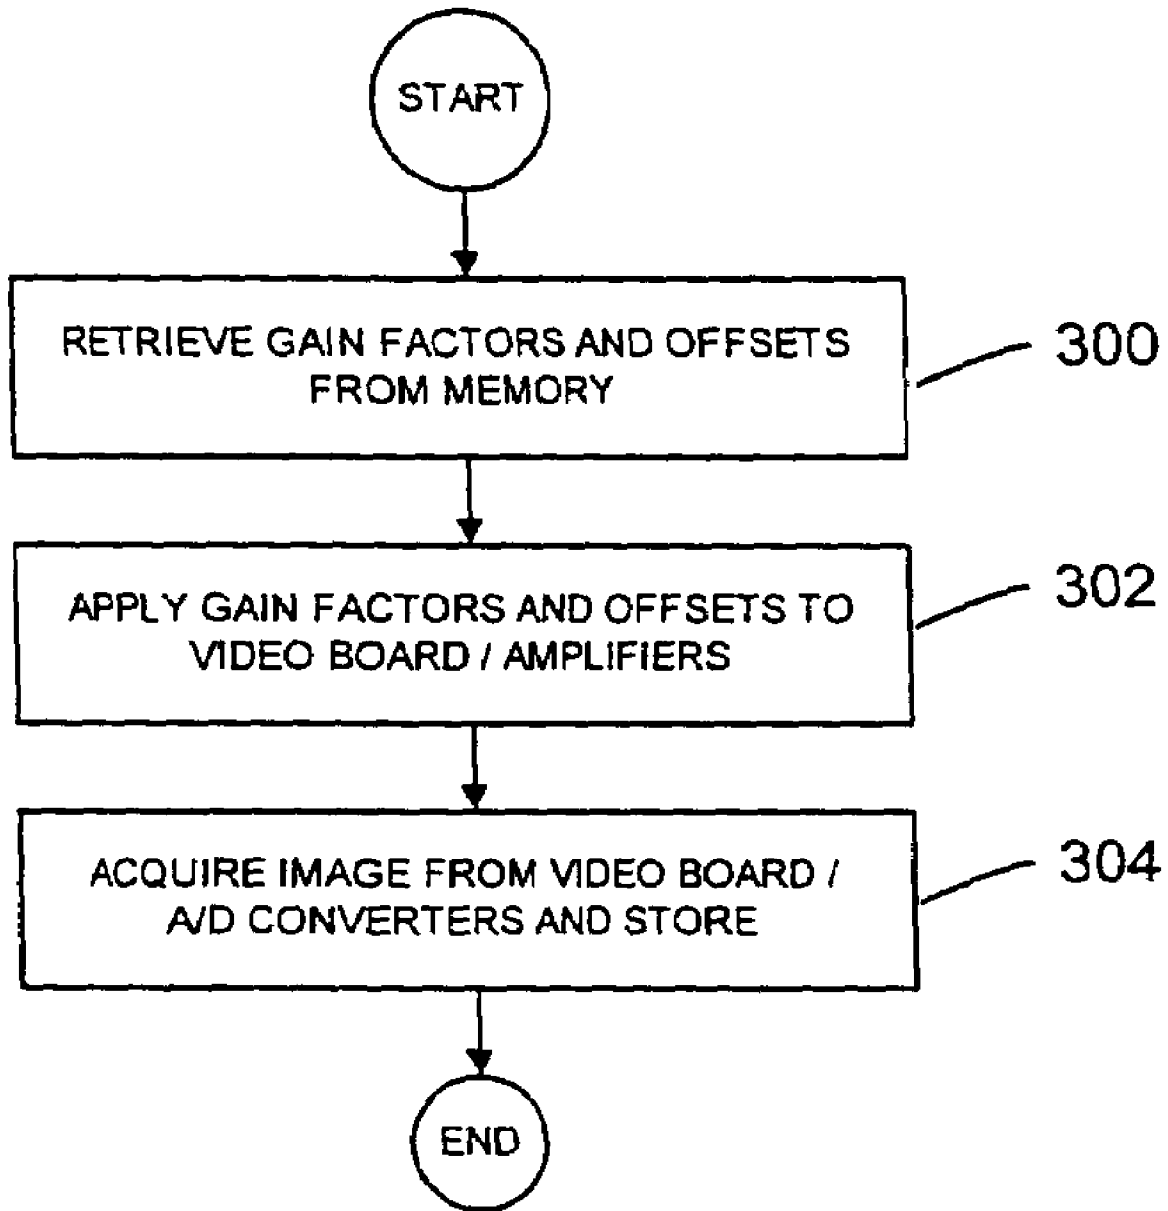 START
RETRIEVE GAIN FACTORS AND OFFSETS
FROM MEMORY
300
APPLY GAIN FACTORS AND OFFSETS TO
VIDEO BOARD / AMPLIFIERS
302
ACQUIRE IMAGE FROM VIDEO BOARD /
A/D CONVERTERS AND STORE
304
END